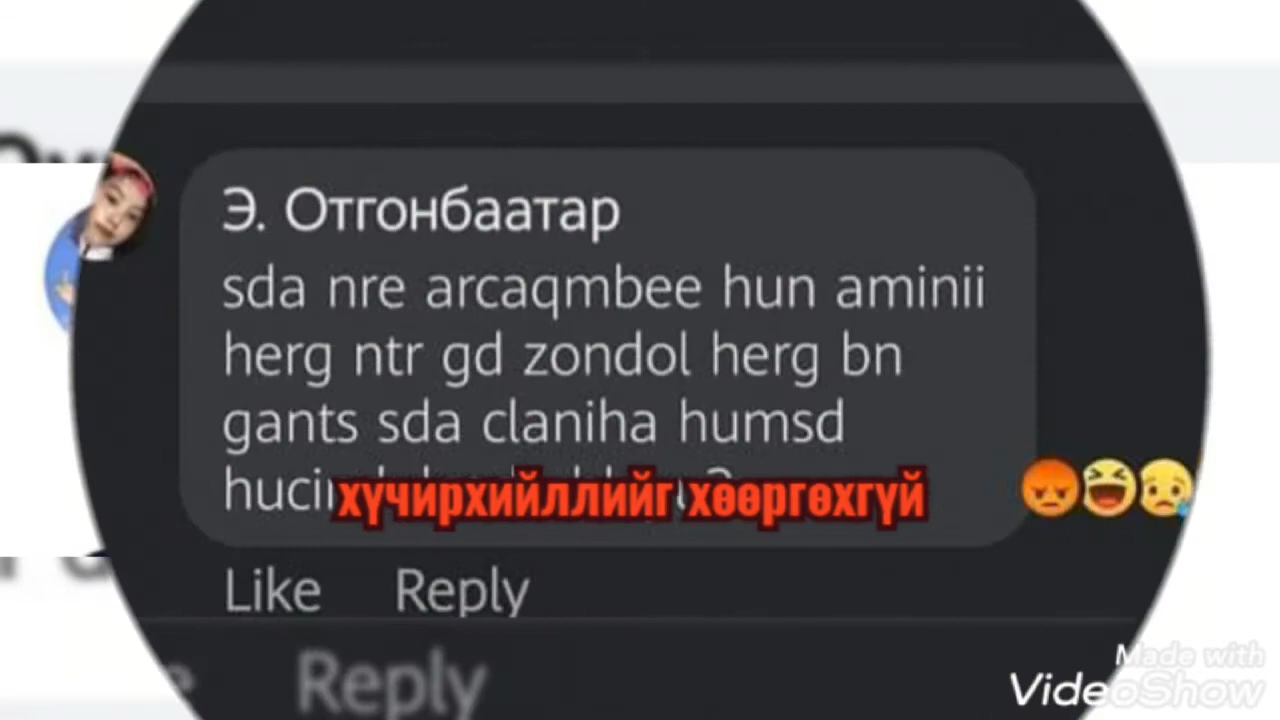 Э. Отгонбаатар
sda nre arcaqmbee hun aminii
herg ntr gd zondol herg bn
gants sda claniha humsd
хүчирхийллийг хөөргөхгүй
Like Reply
Reply
Made with
VideoShow